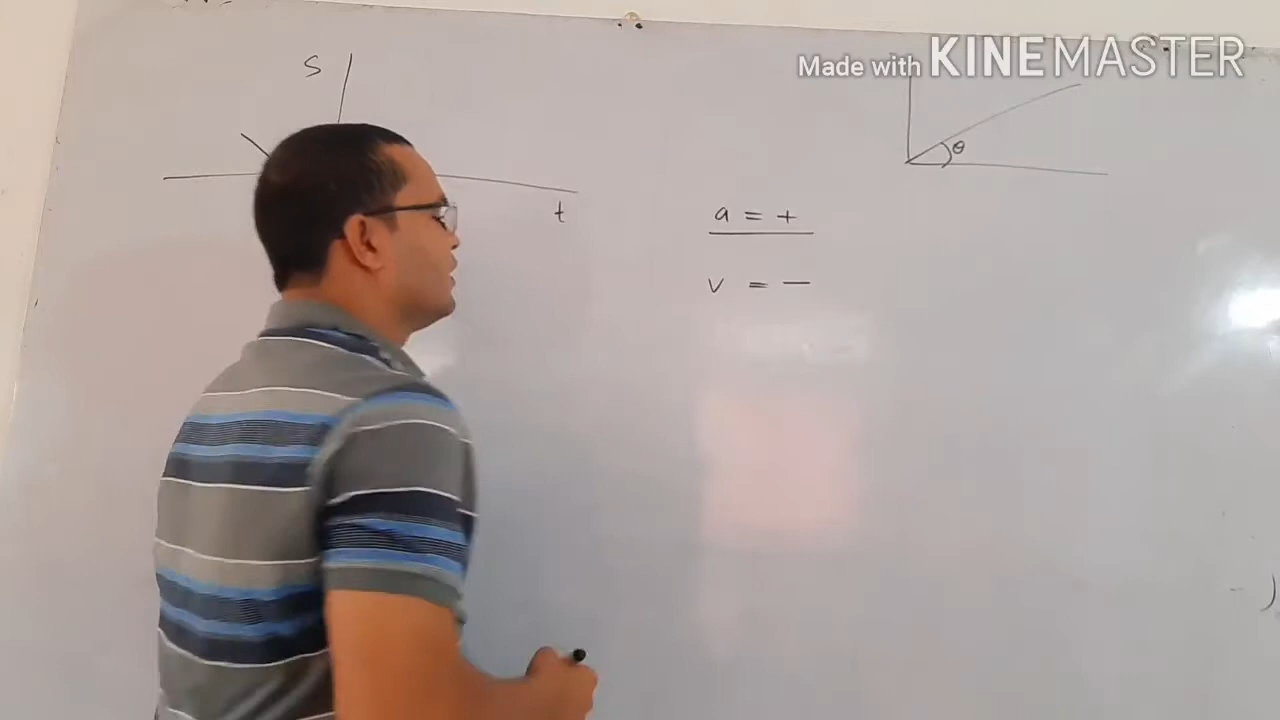 S
t
Made with KINEMASTER
θ
a = +
v = −